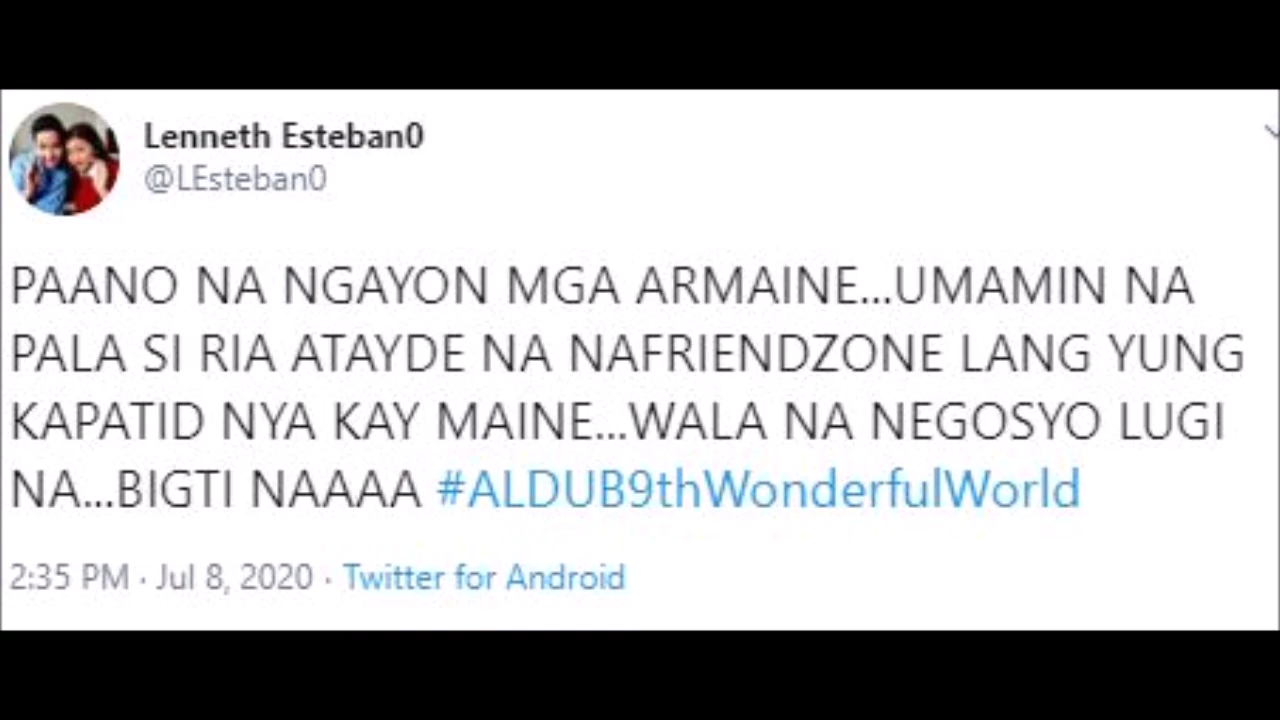 Lenneth Esteban0
@LEsteban0
PAANO NA NGAYON MGA ARMAINE...UMAMIN NA
PALA SI RIA ATAYDE NA NAFRIENDZONE LANG YUNG
KAPATID NYA KAY MAINE...WALA NA NEGOSYO LUGI
NA...BIGTI NAAAA #ALDUB9thWonderfulWorld
2:35 PM · Jul 8, 2020 · Twitter for Android